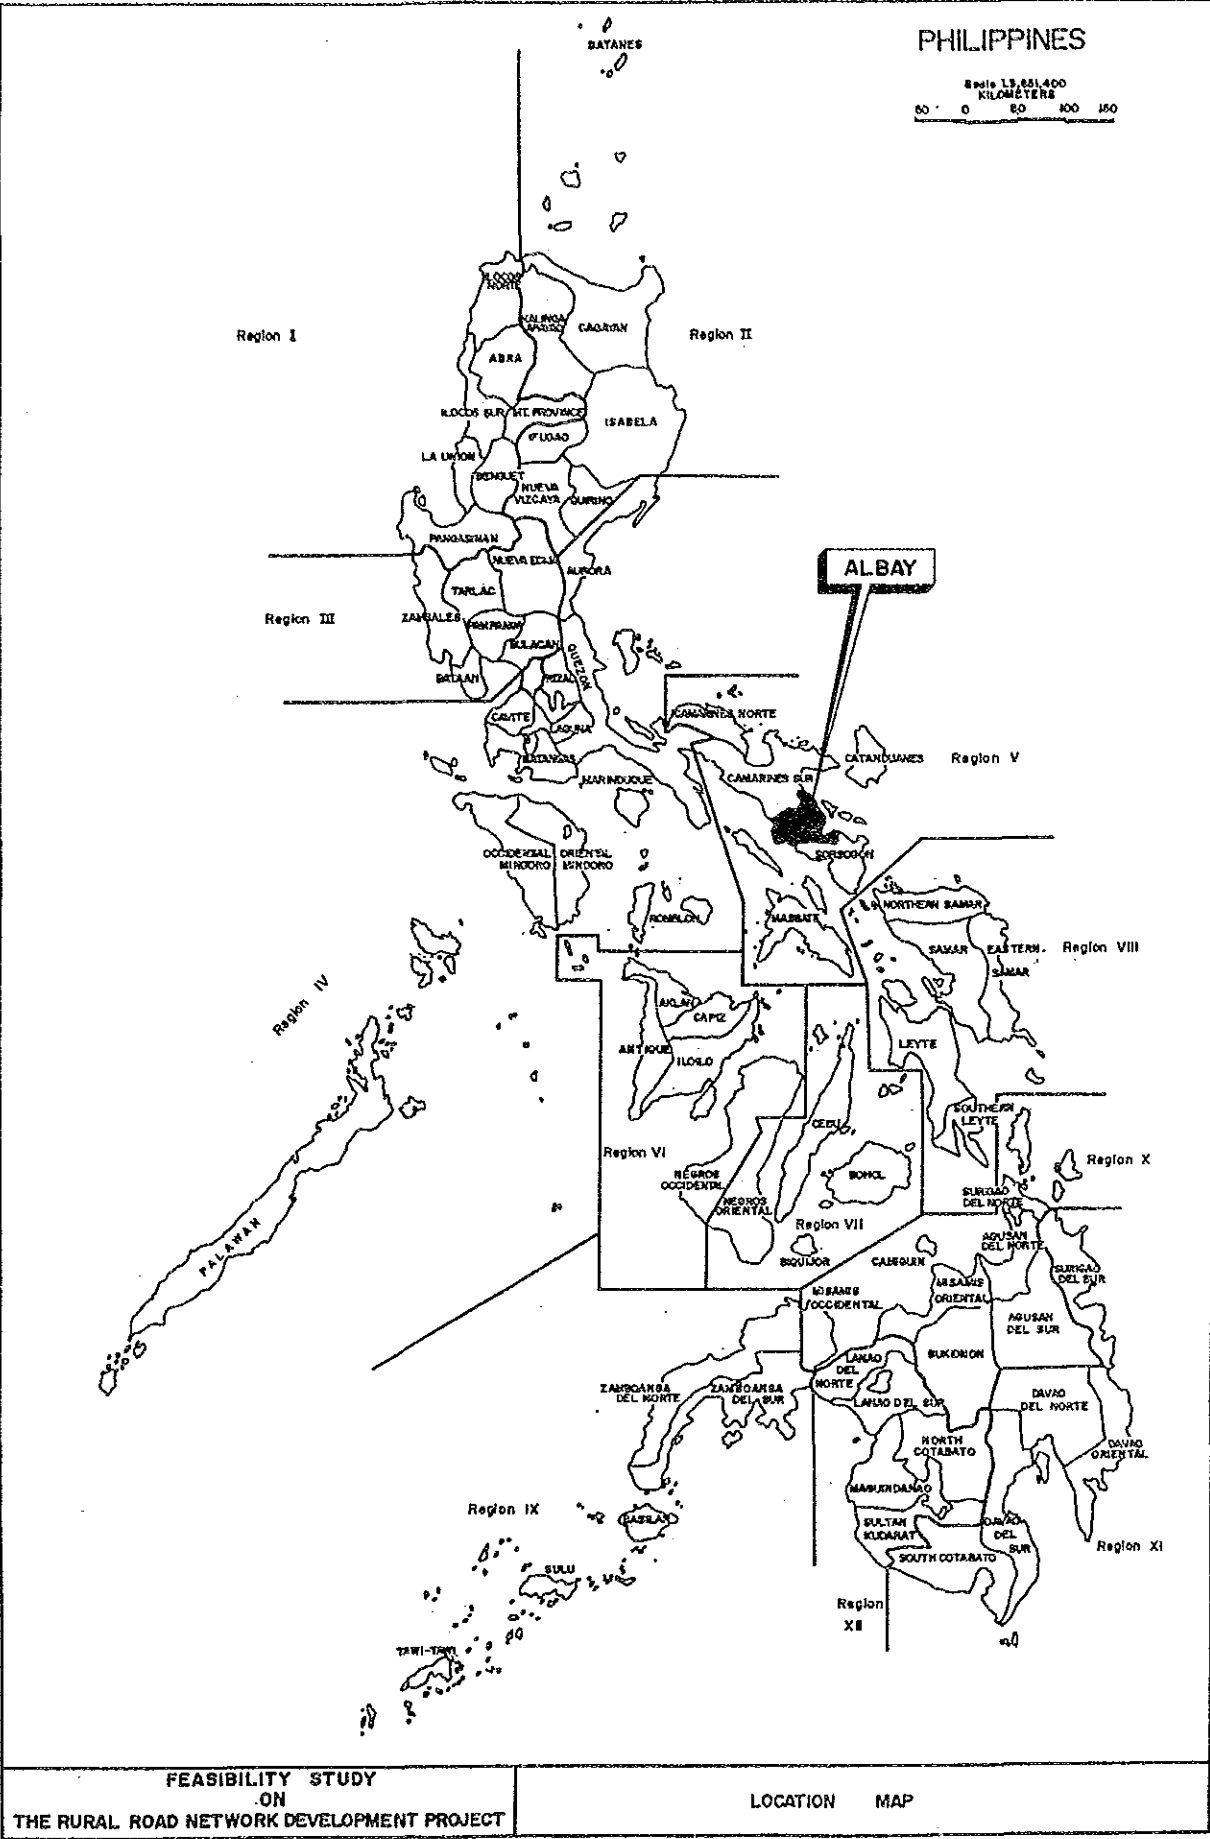 BATANES
PHILIPPINES
KILOMETERS
50 0 50 100 150
ILOCOS
NORTE
KALINGA
APAYAO
CAGAYAN
Region I
Region II
ABRA
ILOCOS SUR
MT. PROVINCE
ISABELA
IFUGAO
LA UNION
BENGUET
NUEVA
VIZCAYA
QUIRINO
PANGASINAN
NUEVA ECIJA
AURORA
ALBAY
TARLAC
Region III
ZAMBALES
PAMPANGA
BULACAN
QUEZON
BATAAN
RIZAL
CAVITE
LAGUNA
CAMARINES NORTE
BATANGAS
MARINDUQUE
CAMARINES SUR
CATANDUANES
Region V
OCCIDENTAL
MINDORO
ORIENTAL
MINDORO
SORSOGON
ROMBLON
MASBATE
NORTHERN SAMAR
SAMAR
EASTERN
SAMAR
Region VIII
Region IV
AKLAN
CAPIZ
ANTIQUE
ILOILO
LEYTE
SOUTHERN
LEYTE
CEBU
Region VI
NEGROS
OCCIDENTAL
BOHOL
Region X
NEGROS
ORIENTAL
SURIGAO
DEL NORTE
PALAWAN
Region VII
AGUSAN
DEL NORTE
SIQUIJOR
CAMIGUIN
SURIGAO
DEL SUR
MISAMIS
OCCIDENTAL
MISAMIS
ORIENTAL
AGUSAN
DEL SUR
LANAO
DEL
NORTE
BUKIDNON
ZAMBOANGA
DEL NORTE
ZAMBOANGA
DEL SUR
LANAO DEL SUR
DAVAO
DEL NORTE
NORTH
COTABATO
DAVAO
ORIENTAL
MAGUINDANAO
Region IX
BASILAN
SULTAN
KUDARAT
DAVAO
DEL
SUR
Region XI
SOUTH COTABATO
SULU
Region
XII
TAWI-TAWI
FEASIBILITY STUDY
ON
THE RURAL ROAD NETWORK DEVELOPMENT PROJECT
LOCATION MAP